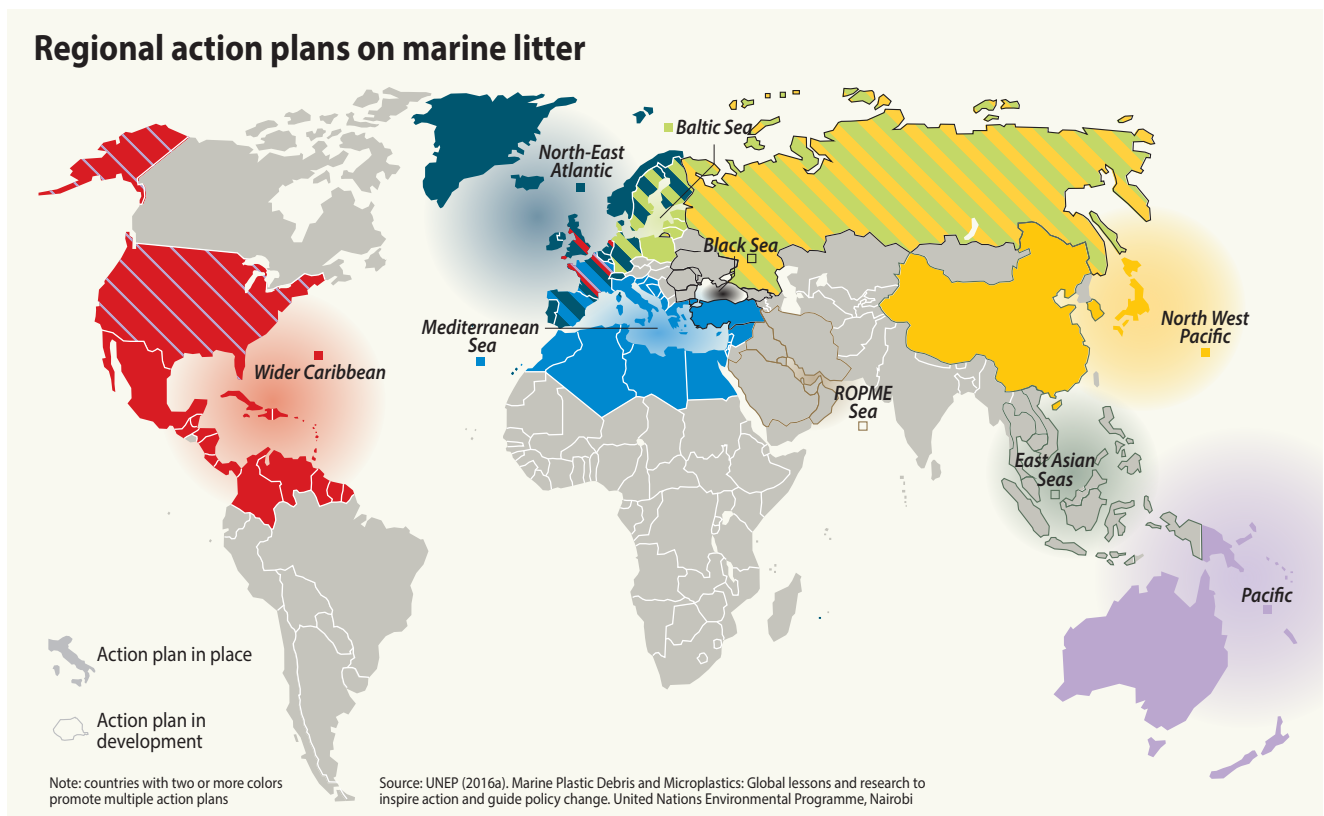 Regional action plans on marine litter
Baltic Sea
North-East
Atlantic
Black Sea
Mediterranean
Sea
North West
Pacific
Wider Caribbean
ROPME
Sea
East Asian
Seas
Pacific
Action plan in place
Action plan in
development
Note: countries with two or more colors
promote multiple action plans
Source: UNEP (2016a). Marine Plastic Debris and Microplastics: Global lessons and research to
inspire action and guide policy change. United Nations Environmental Programme, Nairobi